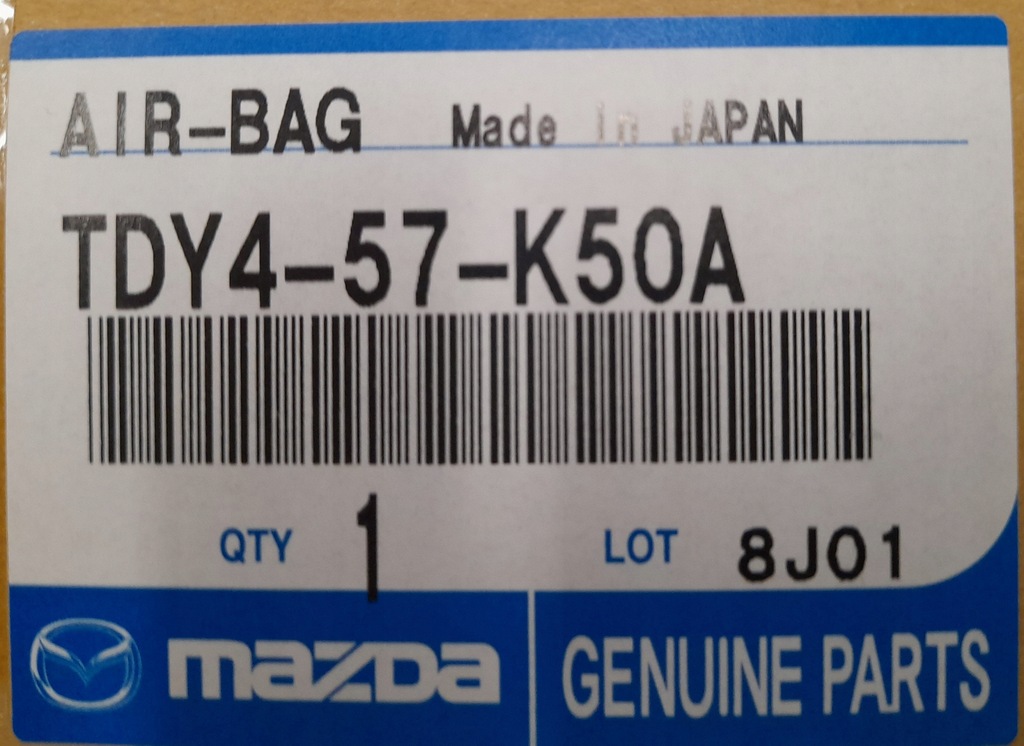 AIR-BAG Made in JAPAN
TDY4-57-K50A
QTY 1 LOT 8J01
mazda GENUINE PARTS